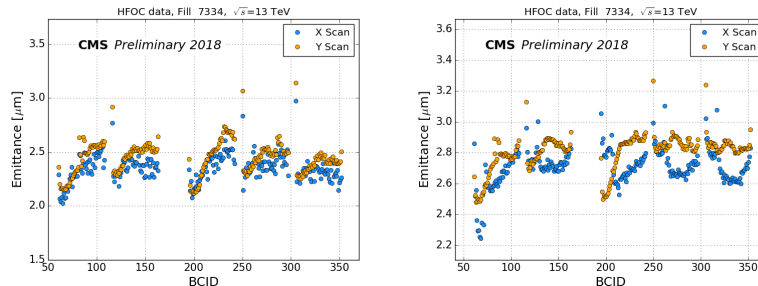 HFOC data, Fill 7334, √s=13 TeV
CMS Preliminary 2018
X Scan
Y Scan
Emittance [μm]
3.5
3.0
2.5
2.0
1.5
50 100 150 200 250 300 350
BCID
HFOC data, Fill 7334, √s=13 TeV
CMS Preliminary 2018
X Scan
Y Scan
Emittance [μm]
3.6
3.4
3.2
3.0
2.8
2.6
2.4
2.2
50 100 150 200 250 300 350
BCID